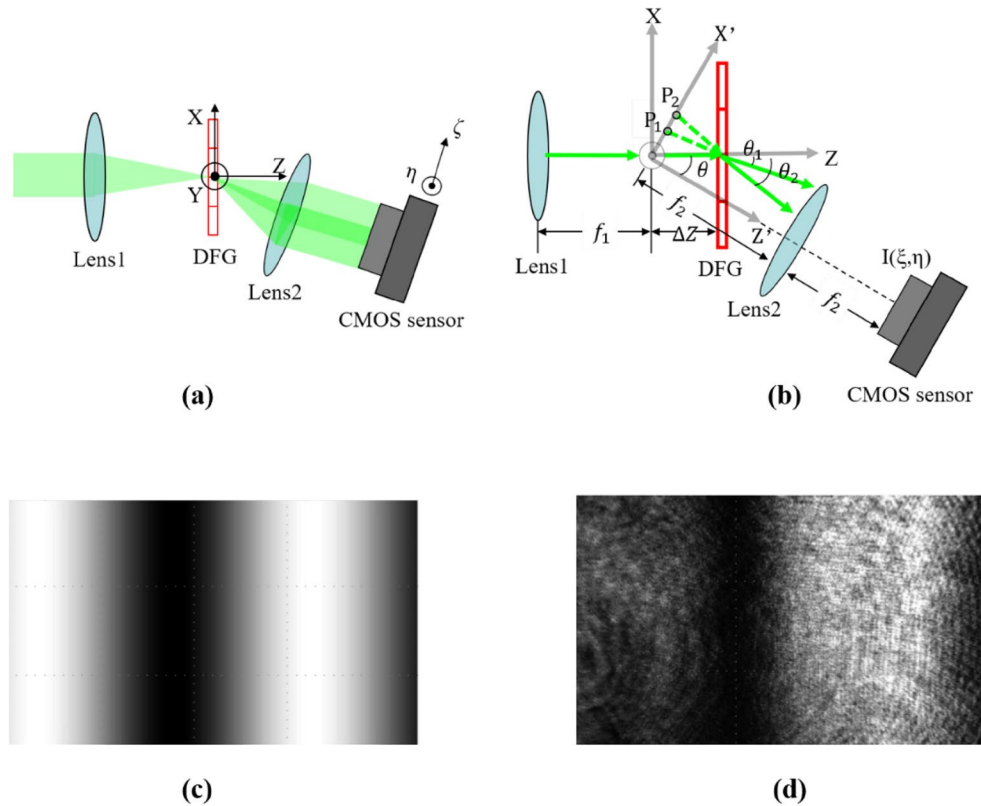 X
ζ
η
Z
Y
Lens1
DFG
Lens2
CMOS sensor
(a)
X
X'
P₂
P₁
θ₁
Z
θ
θ₂
f₂
f₁
ΔZ
Z'
Lens1
DFG
I(ξ,η)
Lens2
f₂
CMOS sensor
(b)
(c)
(d)